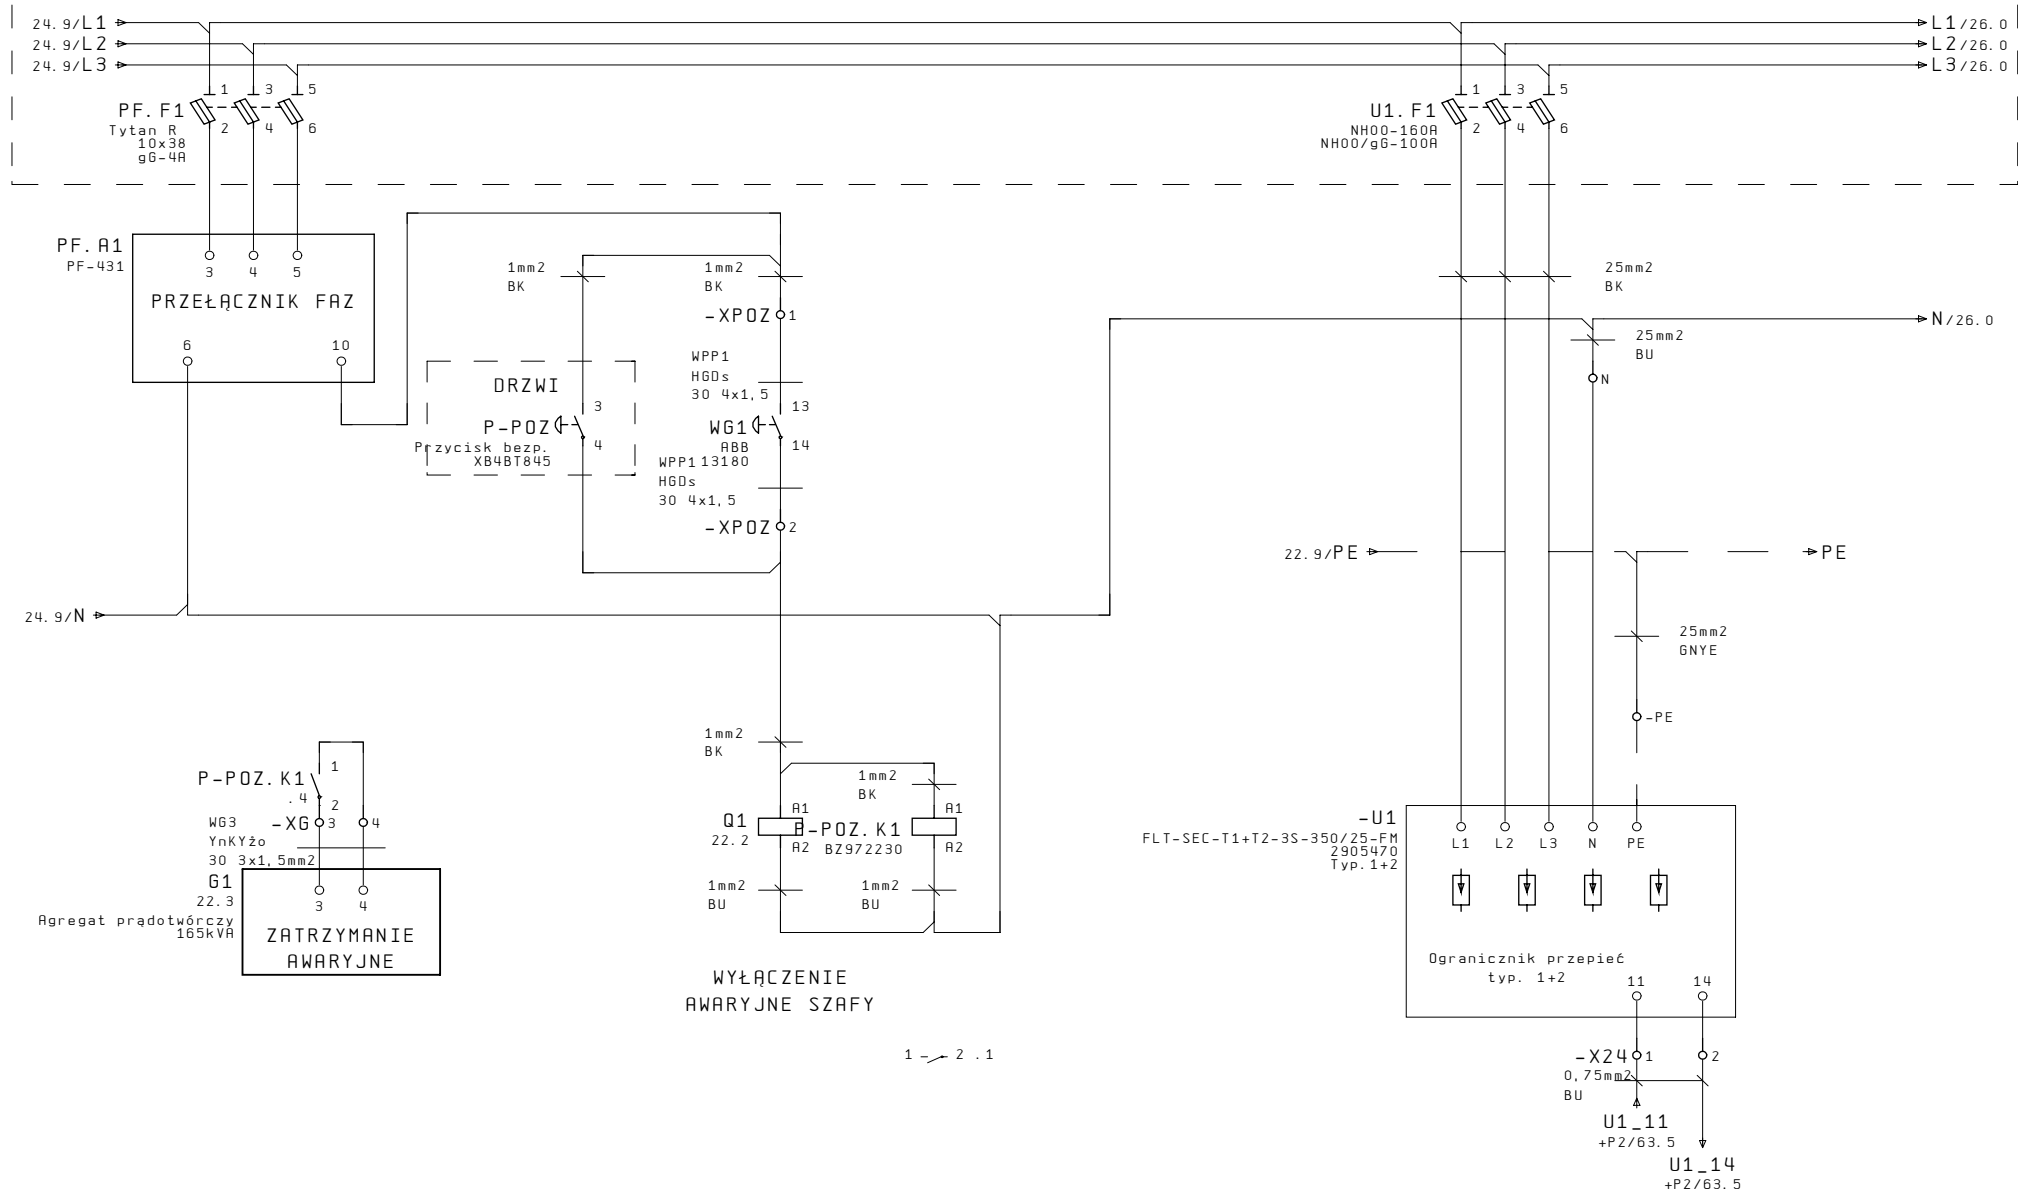 24.9/L1
24.9/L2
24.9/L3
L1/26.0
L2/26.0
L3/26.0
PF.F1
Tytan R
10x38
gG-4A
1 3 5
2 4 6
U1.F1
NH00-160A
NH00/gG-100A
1 3 5
2 4 6
PF.A1
PF-431
3 4 5
PRZEŁĄCZNIK FAZ
6 10
1mm2
BK
1mm2
BK
-XPOZ 1
WPP1
HGDs
30 4x1,5
DRZWI
P-POZ
Przycisk bezp.
XB4BT845
3
4
WG1
ABB
13180
13
14
WPP1
HGDs
30 4x1,5
-XPOZ 2
25mm2
BK
N/26.0
25mm2
BU
N
22.9/PE
PE
24.9/N
25mm2
GNYE
-PE
1mm2
BK
1mm2
BK
P-POZ.K1
.4
1
2
-XG 3 4
WG3
YnKYżo
30 3x1,5mm2
G1
22.3
Agregat prądotwórczy
165kVA
3 4
ZATRZYMANIE
AWARYJNE
Q1
22.2
A1
A2
P-POZ.K1
BZ972230
A1
A2
1mm2
BU
1mm2
BU
WYŁĄCZENIE
AWARYJNE SZAFY
1 2 .1
-U1
FLT-SEC-T1+T2-3S-350/25-FM
2905470
Typ.1+2
L1 L2 L3 N PE
Ogranicznik przepięć
typ. 1+2
11 14
-X24 1 2
0,75mm2
BU
U1_11
+P2/63.5
U1_14
+P2/63.5